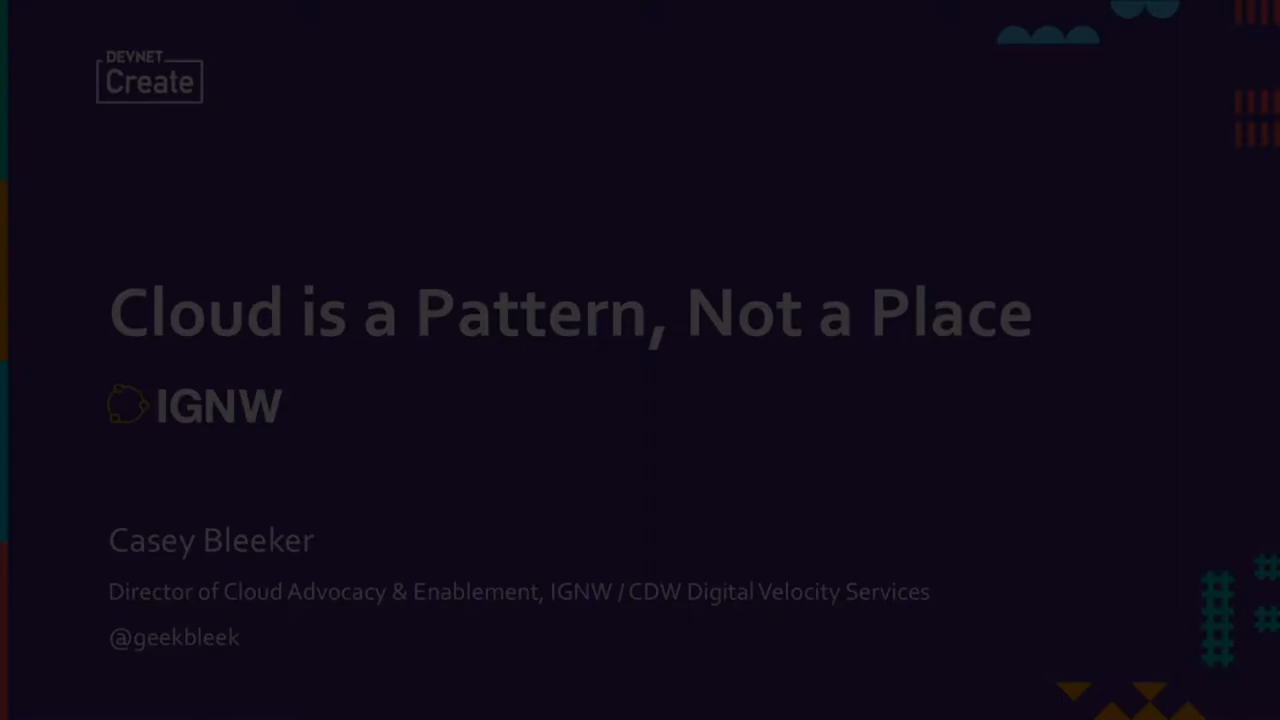 DEVNET
Create
Cloud is a Pattern, Not a Place
IGNW
Casey Bleeker
Director of Cloud Advocacy & Enablement, IGNW / CDW Digital Velocity Services
@geekbleek